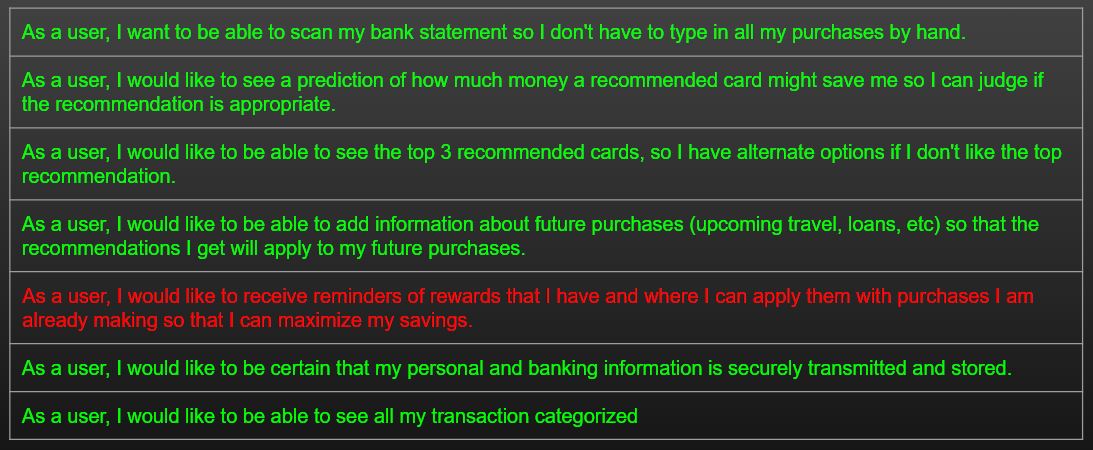 As a user, I want to be able to scan my bank statement so I don't have to type in all my purchases by hand.
As a user, I would like to see a prediction of how much money a recommended card might save me so I can judge if
the recommendation is appropriate.
As a user, I would like to be able to see the top 3 recommended cards, so I have alternate options if I don't like the top
recommendation.
As a user, I would like to be able to add information about future purchases (upcoming travel, loans, etc) so that the
recommendations I get will apply to my future purchases.
As a user, I would like to receive reminders of rewards that I have and where I can apply them with purchases I am
already making so that I can maximize my savings.
As a user, I would like to be certain that my personal and banking information is securely transmitted and stored.
As a user, I would like to be able to see all my transaction categorized